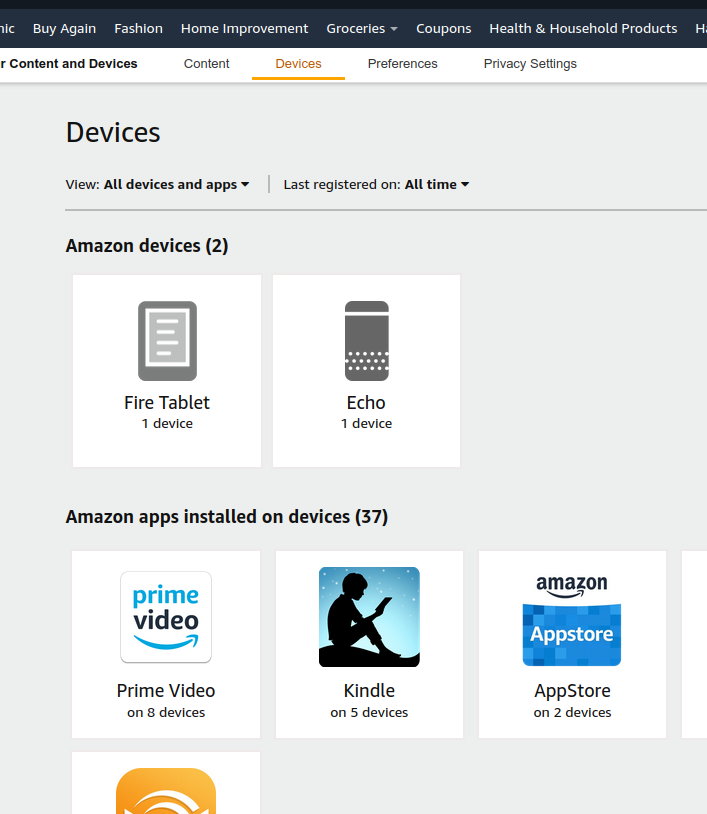 Buy Again Fashion Home Improvement Groceries Coupons Health & Household Products
Content and Devices Content Devices Preferences Privacy Settings
Devices
View: All devices and apps Last registered on: All time
Amazon devices (2)
Fire Tablet Echo
1 device 1 device
Amazon apps installed on devices (37)
prime
video
amazon
Appstore
Prime Video Kindle AppStore
on 8 devices on 5 devices on 2 devices